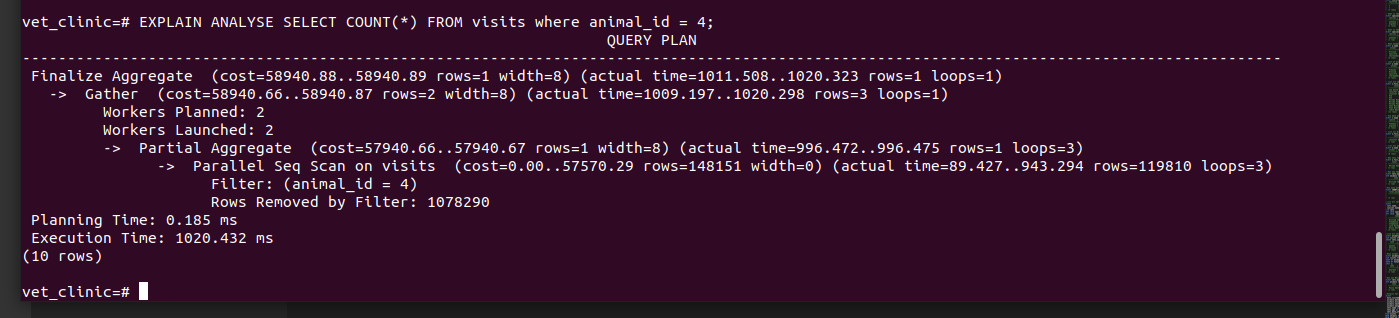 vet_clinic=# EXPLAIN ANALYSE SELECT COUNT(*) FROM visits where animal_id = 4;
QUERY PLAN
--------------------------------------------------------------------------------------------------------------------------------------------
Finalize Aggregate  (cost=58940.88..58940.89 rows=1 width=8) (actual time=1011.508..1020.323 rows=1 loops=1)
->  Gather  (cost=58940.66..58940.87 rows=2 width=8) (actual time=1009.197..1020.298 rows=3 loops=1)
Workers Planned: 2
Workers Launched: 2
->  Partial Aggregate  (cost=57940.66..57940.67 rows=1 width=8) (actual time=996.472..996.475 rows=1 loops=3)
->  Parallel Seq Scan on visits  (cost=0.00..57570.29 rows=148151 width=0) (actual time=89.427..943.294 rows=119810 loops=3)
Filter: (animal_id = 4)
Rows Removed by Filter: 1078290
Planning Time: 0.185 ms
Execution Time: 1020.432 ms
(10 rows)
vet_clinic=#